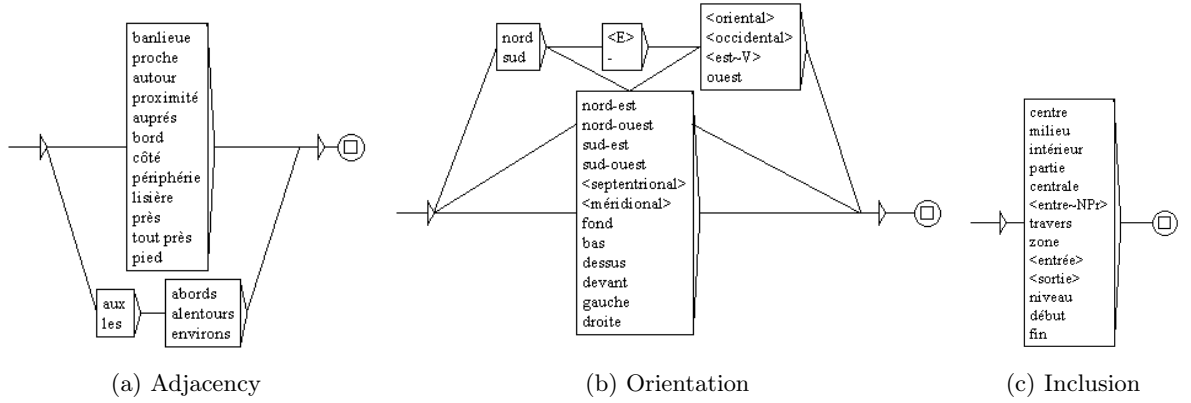 banlieue
proche
autour
proximité
auprés
bord
côté
périphérie
lisière
près
tout près
pied
aux
les
abords
alentours
environs
(a) Adjacency
nord
sud
<E>
-
<oriental>
<occidental>
<est~V>
ouest
nord-est
nord-ouest
sud-est
sud-ouest
<septentrional>
<méridional>
fond
bas
dessus
devant
gauche
droite
(b) Orientation
centre
milieu
intérieur
partie
centrale
<entre~NPr>
travers
zone
<entrée>
<sortie>
niveau
début
fin
(c) Inclusion